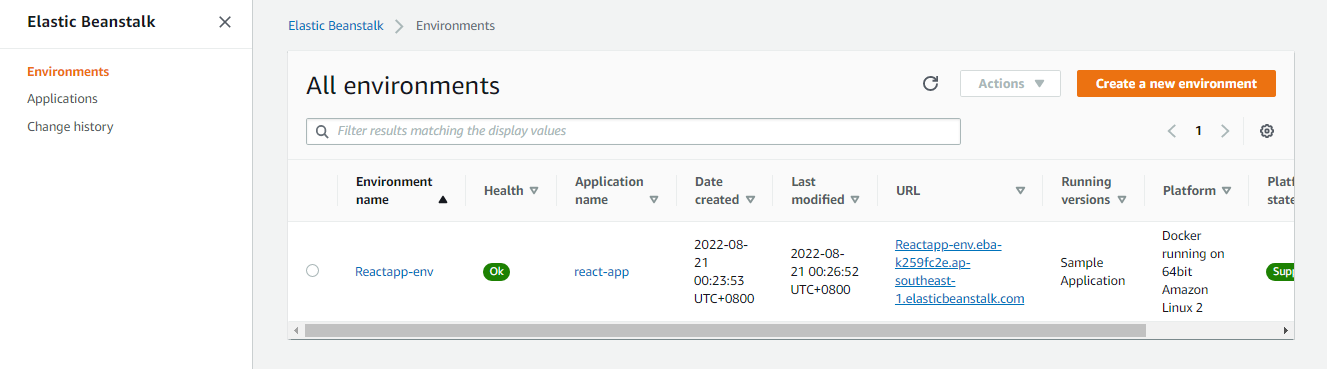 Elastic Beanstalk
Environments
Applications
Change history
Elastic Beanstalk
Environments
All environments
Actions
Create a new environment
Filter results matching the display values
1
Environment
name
Health
Application
name
Date
created
Last
modified
URL
Running
versions
Platform
Platf
state
Reactapp-env
Ok
react-app
2022-08-
21
00:23:53
UTC+0800
2022-08-
21 00:26:52
UTC+0800
Reactapp-env.eba-
k259fc2e.ap-
southeast-
1.elasticbeanstalk.com
Sample
Application
Docker
running on
64bit
Amazon
Linux 2
Supp